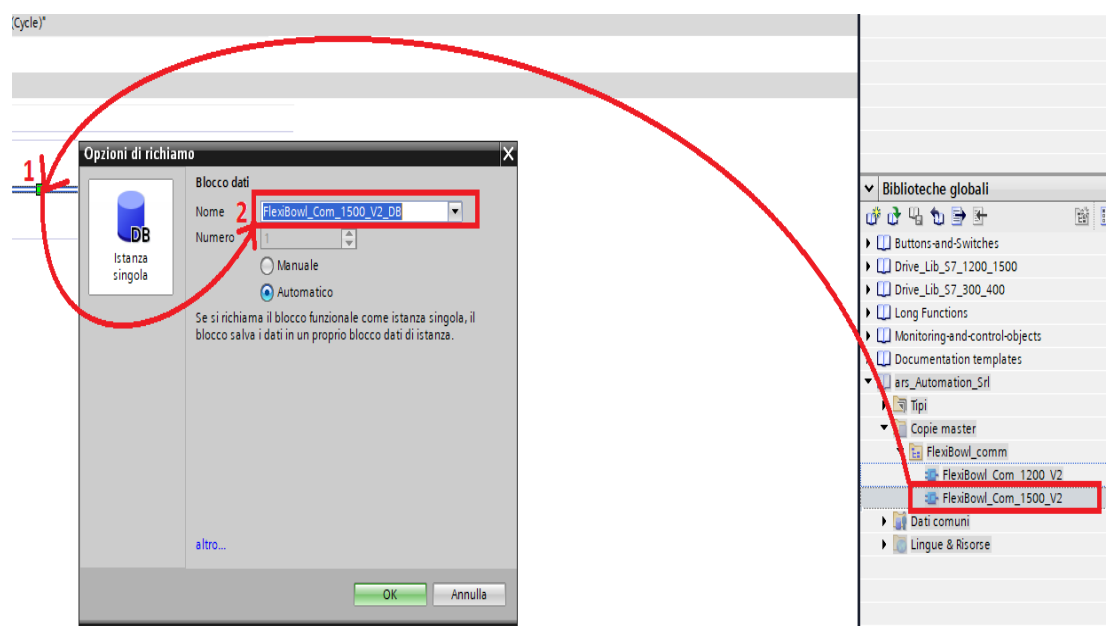 (Cycle)"
1
Opzioni di richiamo
X
DB
Istanza
singola
Blocco dati
Nome
2
FlexiBowl_Com_1500_V2_DB
Numero
1
Manuale
Automatico
Se si richiama il blocco funzionale come istanza singola, il
blocco salva i dati in un proprio blocco dati di istanza.
altro...
OK
Annulla
Biblioteche globali
Buttons-and-Switches
Drive_Lib_S7_1200_1500
Drive_Lib_S7_300_400
Long Functions
Monitoring-and-control-objects
Documentation templates
ars_Automation_Srl
Tipi
Copie master
FlexiBowl_comm
FlexiBowl_Com_1200_V2
FlexiBowl_Com_1500_V2
Dati comuni
Lingue & Risorse